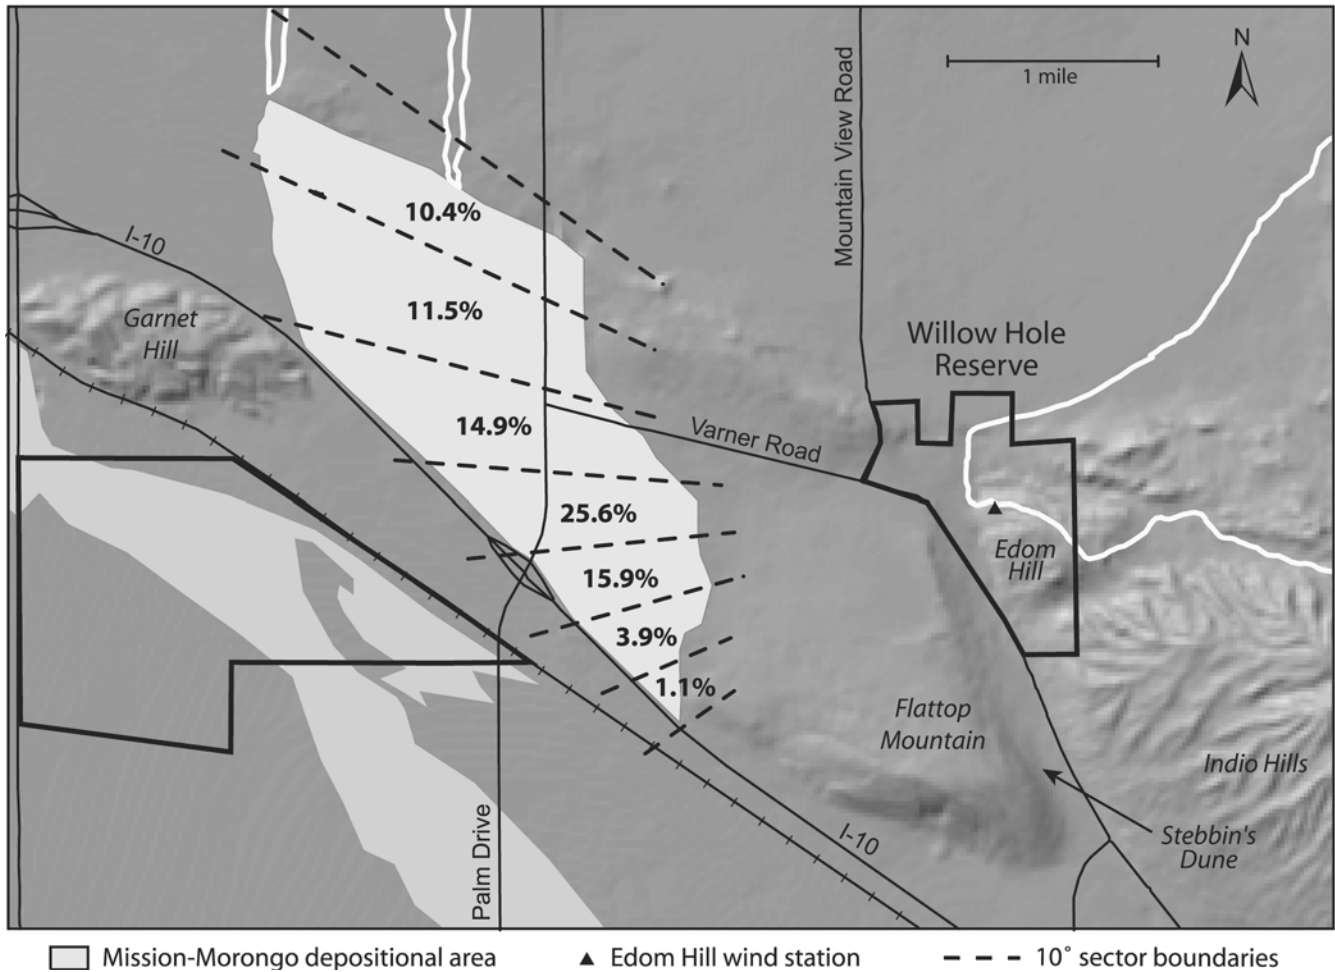 N
1 mile
Mountain View Road
10.4%
I-10
11.5%
Garnet
Hill
Willow Hole
Reserve
14.9%
Varner Road
25.6%
Edom
Hill
15.9%
3.9%
1.1%
Flattop
Mountain
Indio Hills
Palm Drive
I-10
Stebbin's
Dune
Mission-Morongo depositional area
Edom Hill wind station
10° sector boundaries